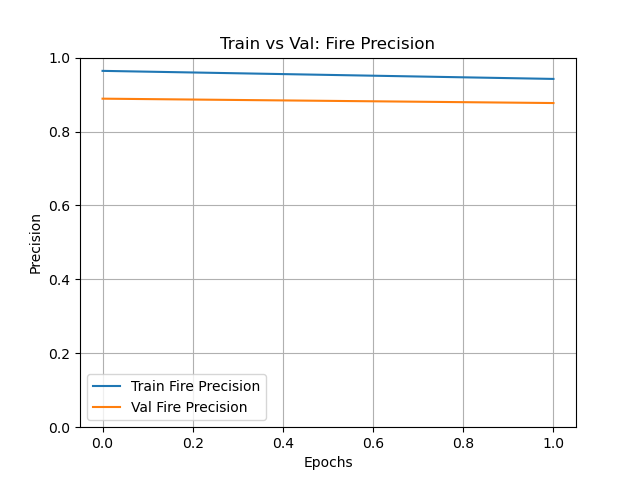 Train vs Val: Fire Precision
1.0
0.8
0.6
0.4
0.2
0.0
Precision
Train Fire Precision
Val Fire Precision
0.0 0.2 0.4 0.6 0.8 1.0
Epochs